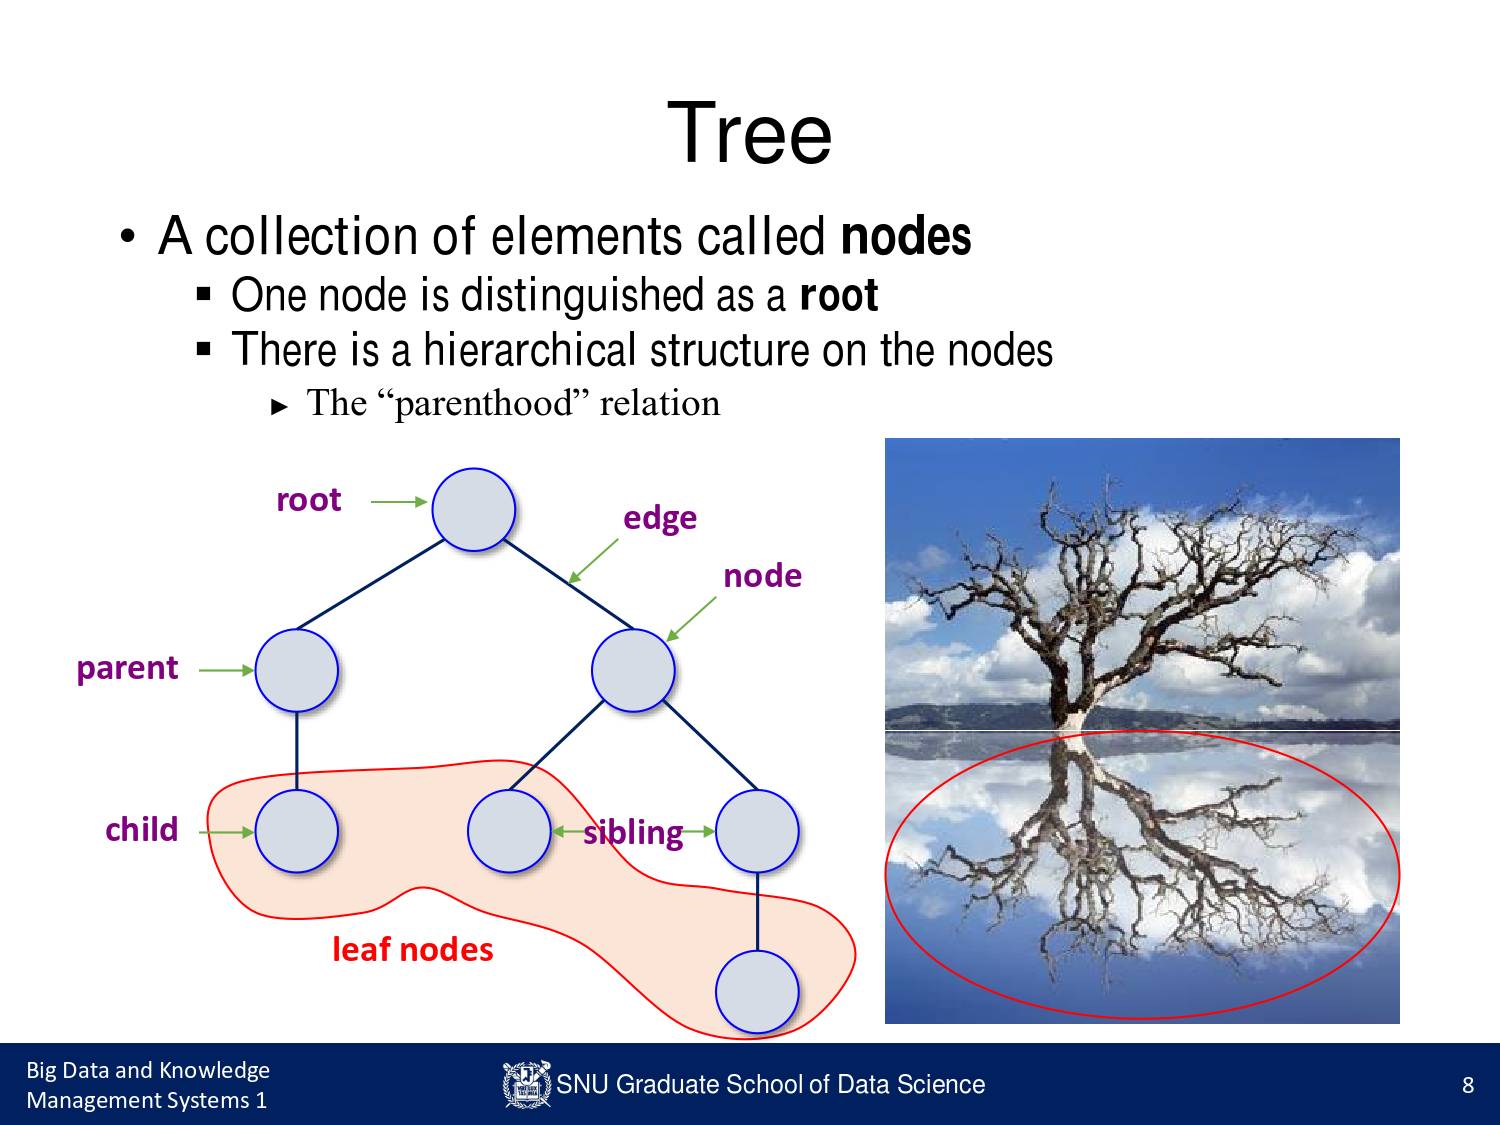 Tree
• A collection of elements called nodes
▪ One node is distinguished as a root
▪ There is a hierarchical structure on the nodes
► The “parenthood” relation
root
edge
node
parent
child
sibling
leaf nodes
Big Data and Knowledge
Management Systems 1
SNU Graduate School of Data Science
8